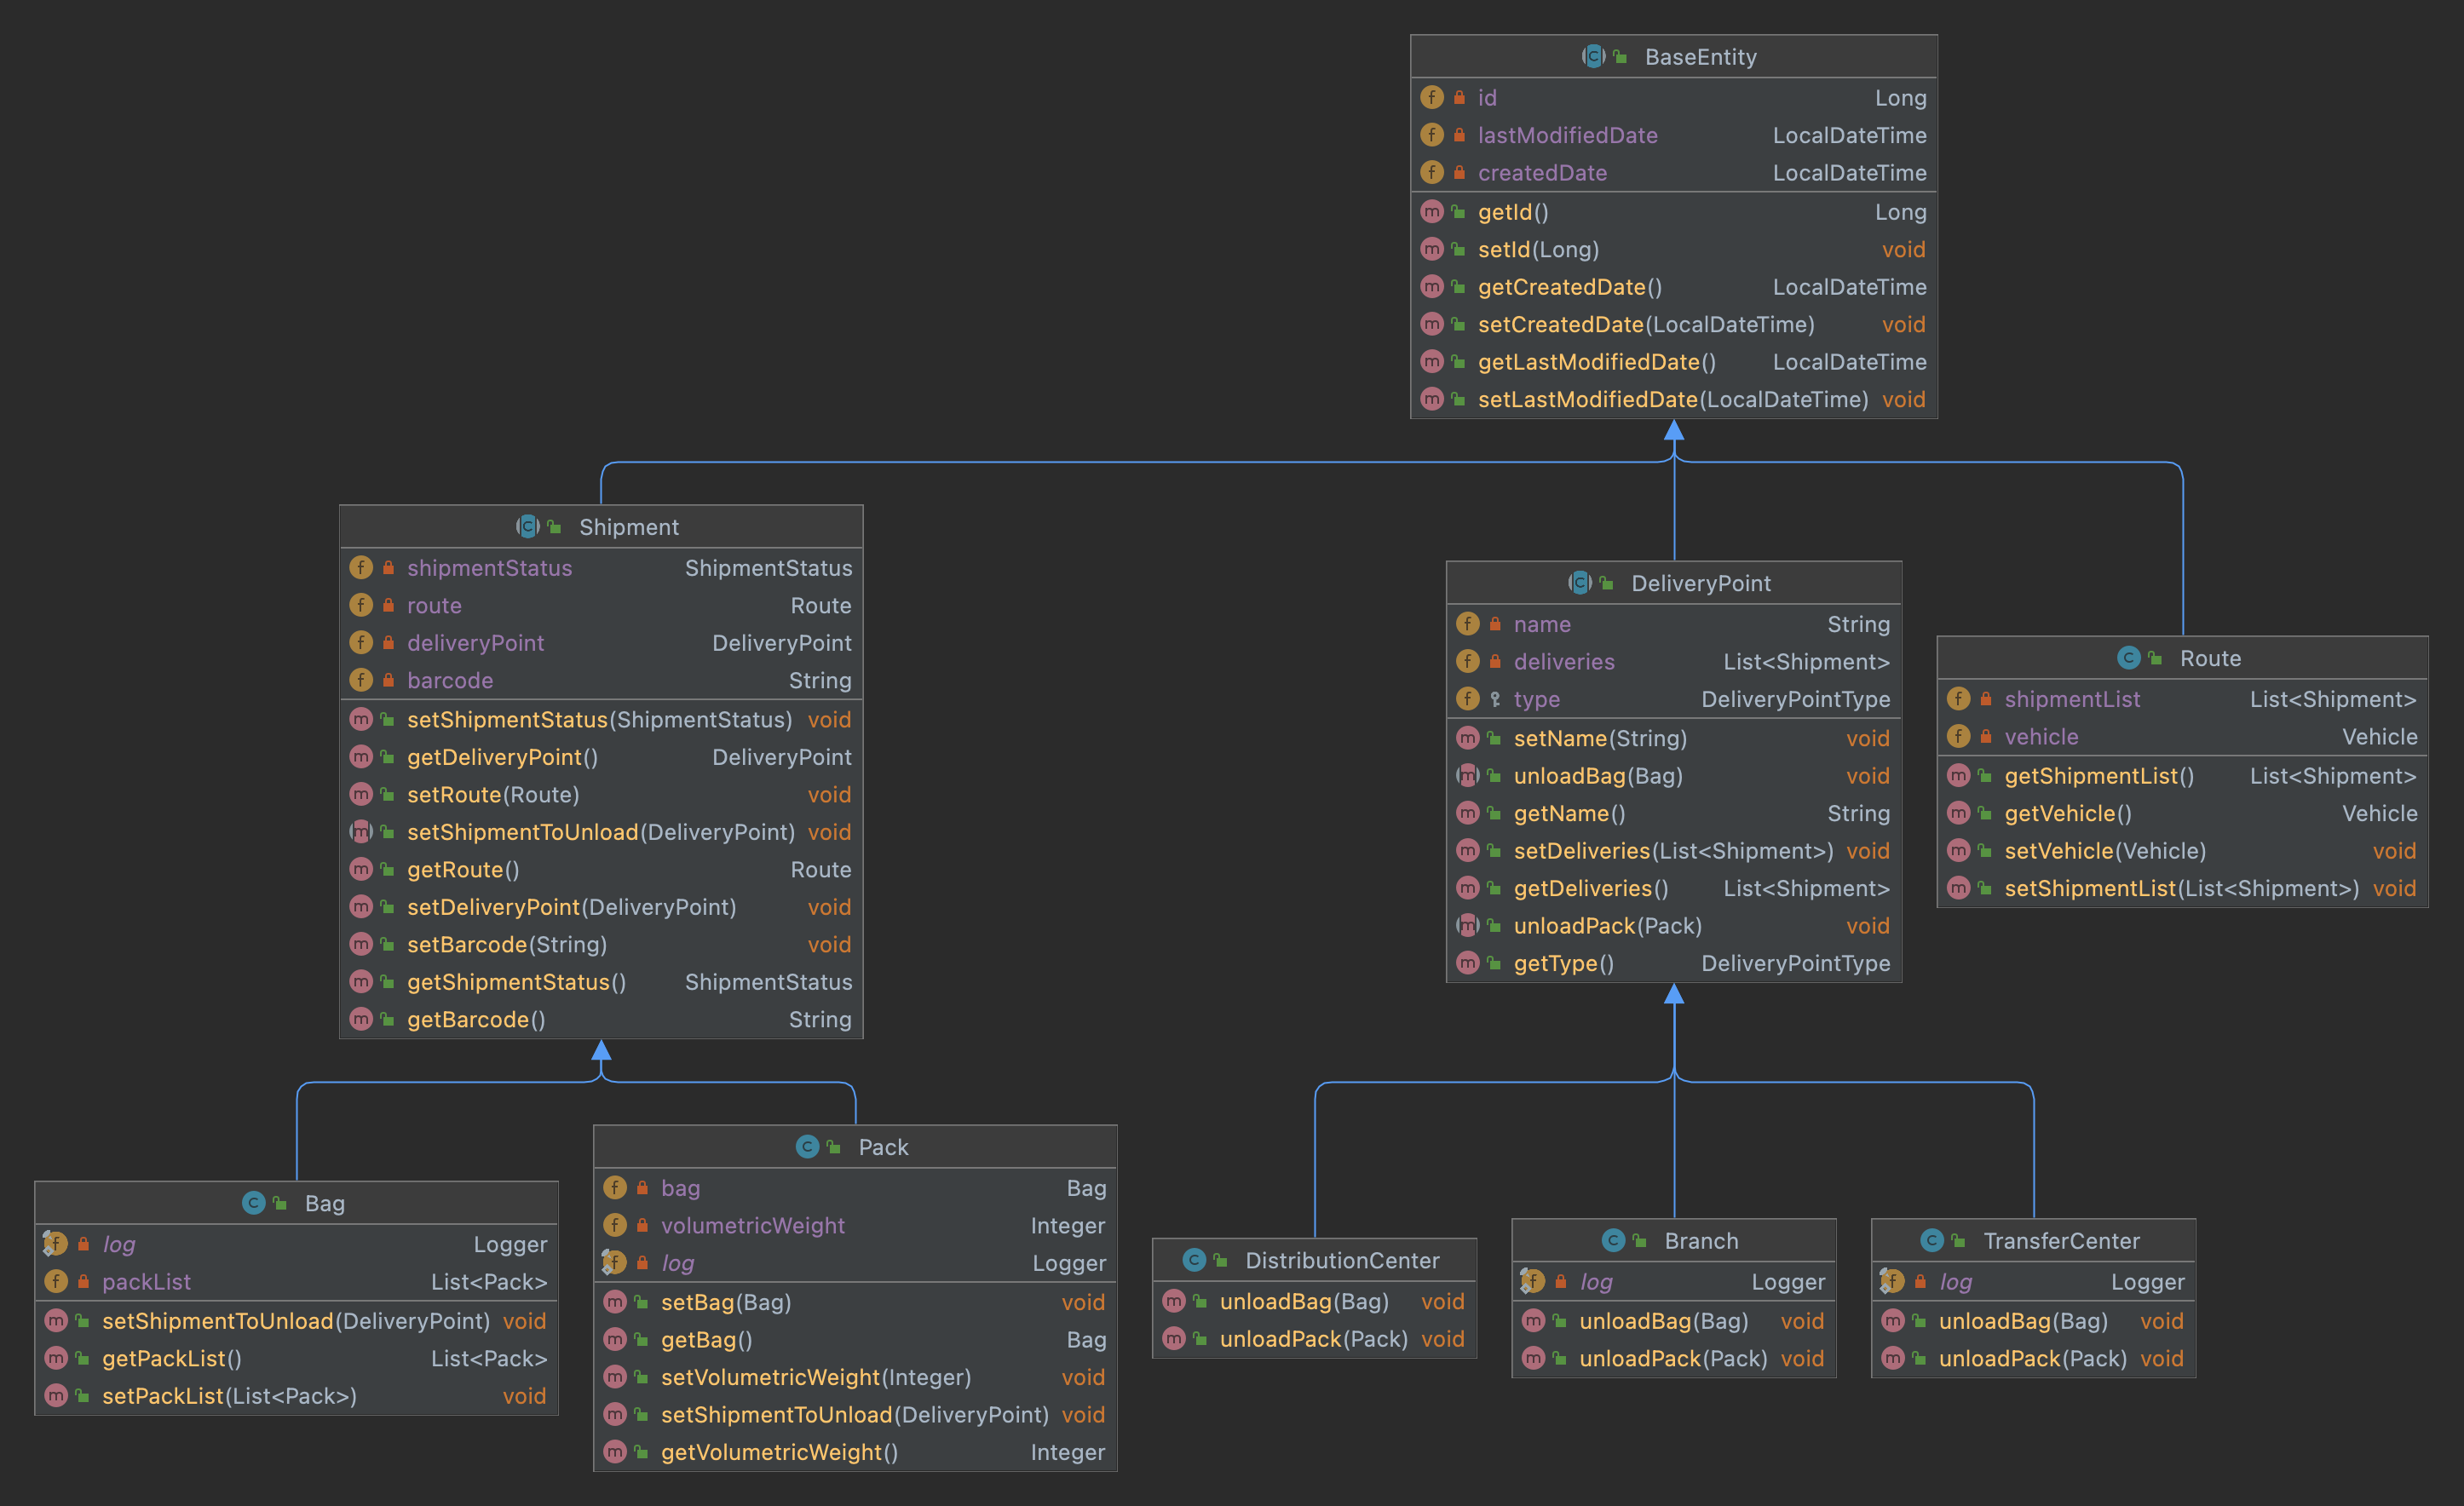 BaseEntity
id Long
lastModifiedDate LocalDateTime
createdDate LocalDateTime
getId() Long
setId(Long) void
getCreatedDate() LocalDateTime
setCreatedDate(LocalDateTime) void
getLastModifiedDate() LocalDateTime
setLastModifiedDate(LocalDateTime) void
Shipment
shipmentStatus ShipmentStatus
route Route
deliveryPoint DeliveryPoint
barcode String
setShipmentStatus(ShipmentStatus) void
getDeliveryPoint() DeliveryPoint
setRoute(Route) void
setShipmentToUnload(DeliveryPoint) void
getRoute() Route
setDeliveryPoint(DeliveryPoint) void
setBarcode(String) void
getShipmentStatus() ShipmentStatus
getBarcode() String
DeliveryPoint
name String
deliveries List<Shipment>
type DeliveryPointType
setName(String) void
unloadBag(Bag) void
getName() String
setDeliveries(List<Shipment>) void
getDeliveries() List<Shipment>
unloadPack(Pack) void
getType() DeliveryPointType
Route
shipmentList List<Shipment>
vehicle Vehicle
getShipmentList() List<Shipment>
getVehicle() Vehicle
setVehicle(Vehicle) void
setShipmentList(List<Shipment>) void
Bag
log Logger
packList List<Pack>
setShipmentToUnload(DeliveryPoint) void
getPackList() List<Pack>
setPackList(List<Pack>) void
Pack
bag Bag
volumetricWeight Integer
log Logger
setBag(Bag) void
getBag() Bag
setVolumetricWeight(Integer) void
setShipmentToUnload(DeliveryPoint) void
getVolumetricWeight() Integer
DistributionCenter
unloadBag(Bag) void
unloadPack(Pack) void
Branch
log Logger
unloadBag(Bag) void
unloadPack(Pack) void
TransferCenter
log Logger
unloadBag(Bag) void
unloadPack(Pack) void